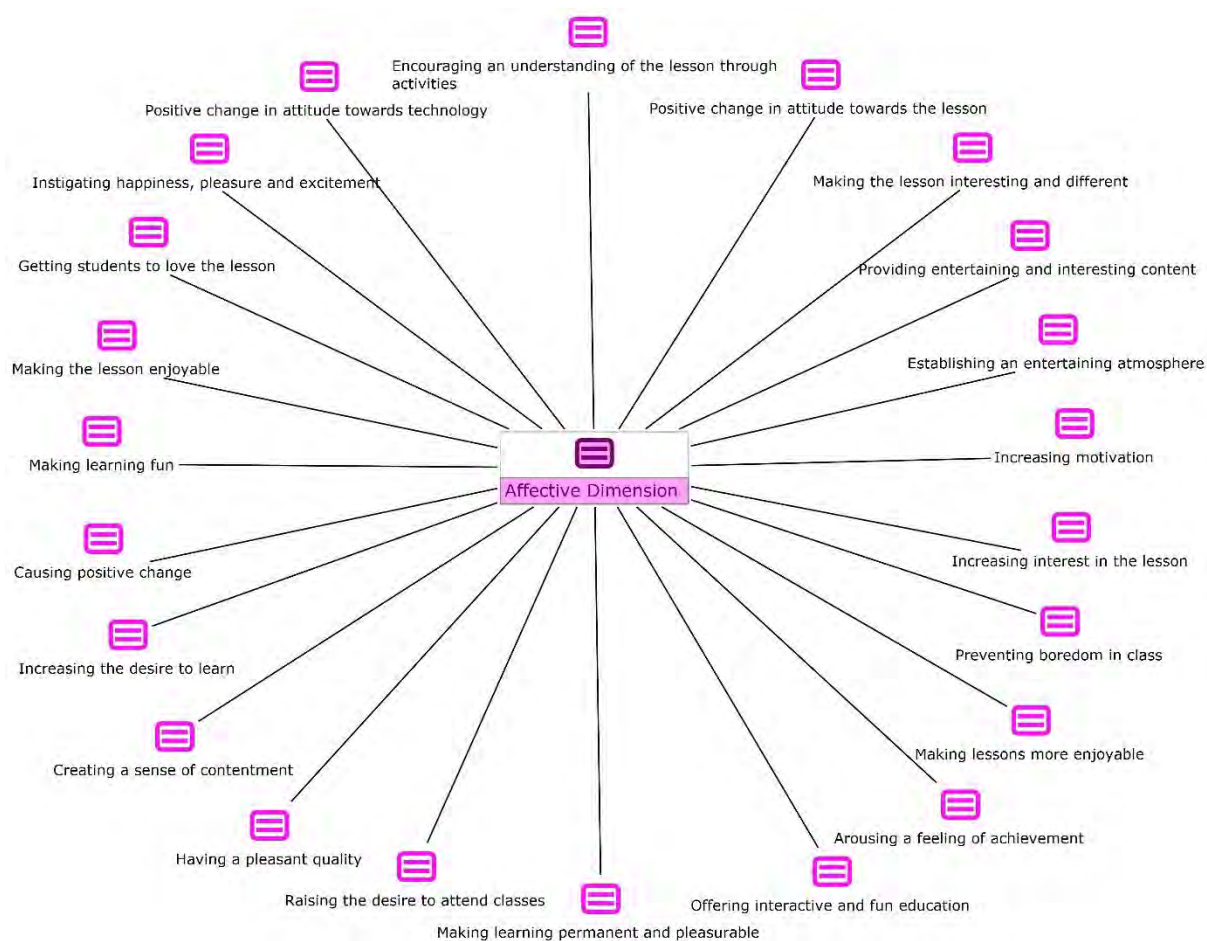 Encouraging an understanding of the lesson through
activities
Positive change in attitude towards technology
Positive change in attitude towards the lesson
Instigating happiness, pleasure and excitement
Making the lesson interesting and different
Getting students to love the lesson
Providing entertaining and interesting content
Making the lesson enjoyable
Establishing an entertaining atmosphere
Making learning fun
Increasing motivation
Affective Dimension
Causing positive change
Increasing interest in the lesson
Increasing the desire to learn
Preventing boredom in class
Creating a sense of contentment
Making lessons more enjoyable
Having a pleasant quality
Arousing a feeling of achievement
Raising the desire to attend classes
Offering interactive and fun education
Making learning permanent and pleasurable